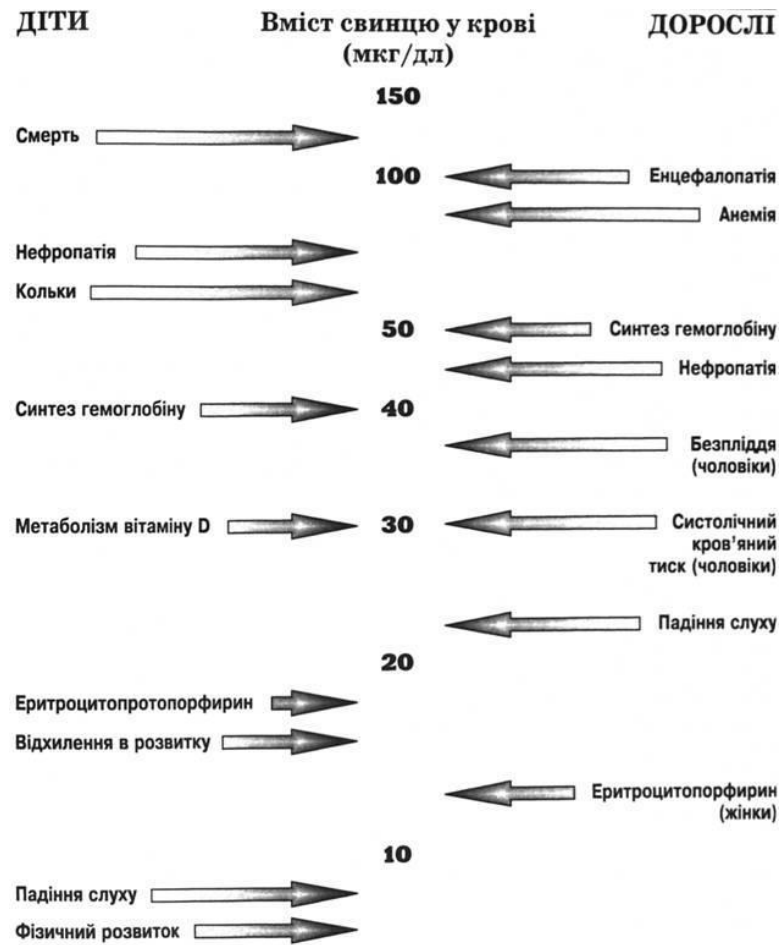 ДІТИ
Вміст свинцю у крові
(мкг/дл)
ДОРОСЛІ
150
Смерть
100
Енцефалопатія
Анемія
Нефропатія
Кольки
50
Синтез гемоглобіну
Нефропатія
Синтез гемоглобіну
40
Безпліддя
(чоловіки)
Метаболізм вітаміну D
30
Систолічний
кров’яний
тиск (чоловіки)
Падіння слуху
20
Еритроцитопротопорфирин
Відхилення в розвитку
Еритроцитопорфирин
(жінки)
10
Падіння слуху
Фізичний розвиток